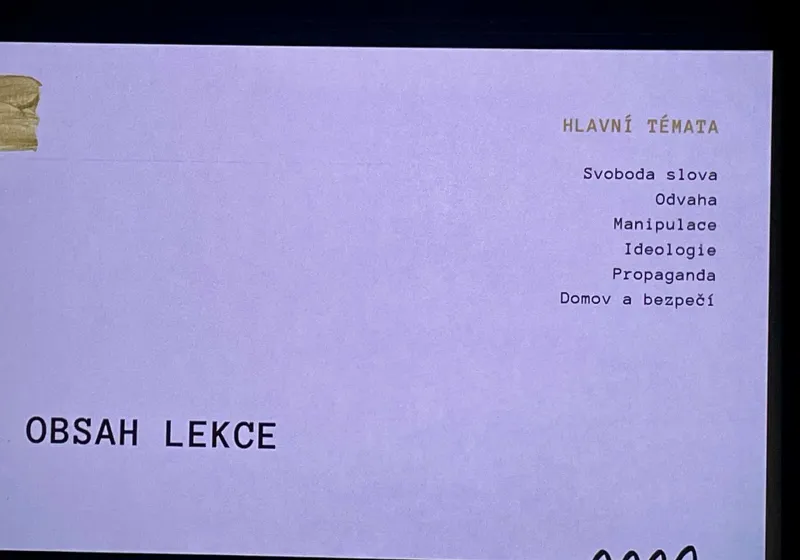 HLAVNÍ TÉMATA
Svoboda slova
Odvaha
Manipulace
Ideologie
Propaganda
Domov a bezpečí
OBSAH LEKCE